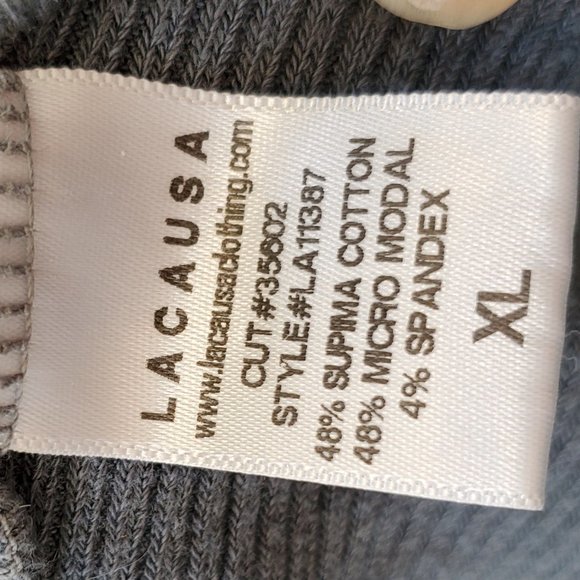 LACAUSA
www.lacausaclothing.com
CUT#35602
STYLE#LA11387
48% SUPIMA COTTON
48% MICRO MODAL
4% SPANDEX
XL